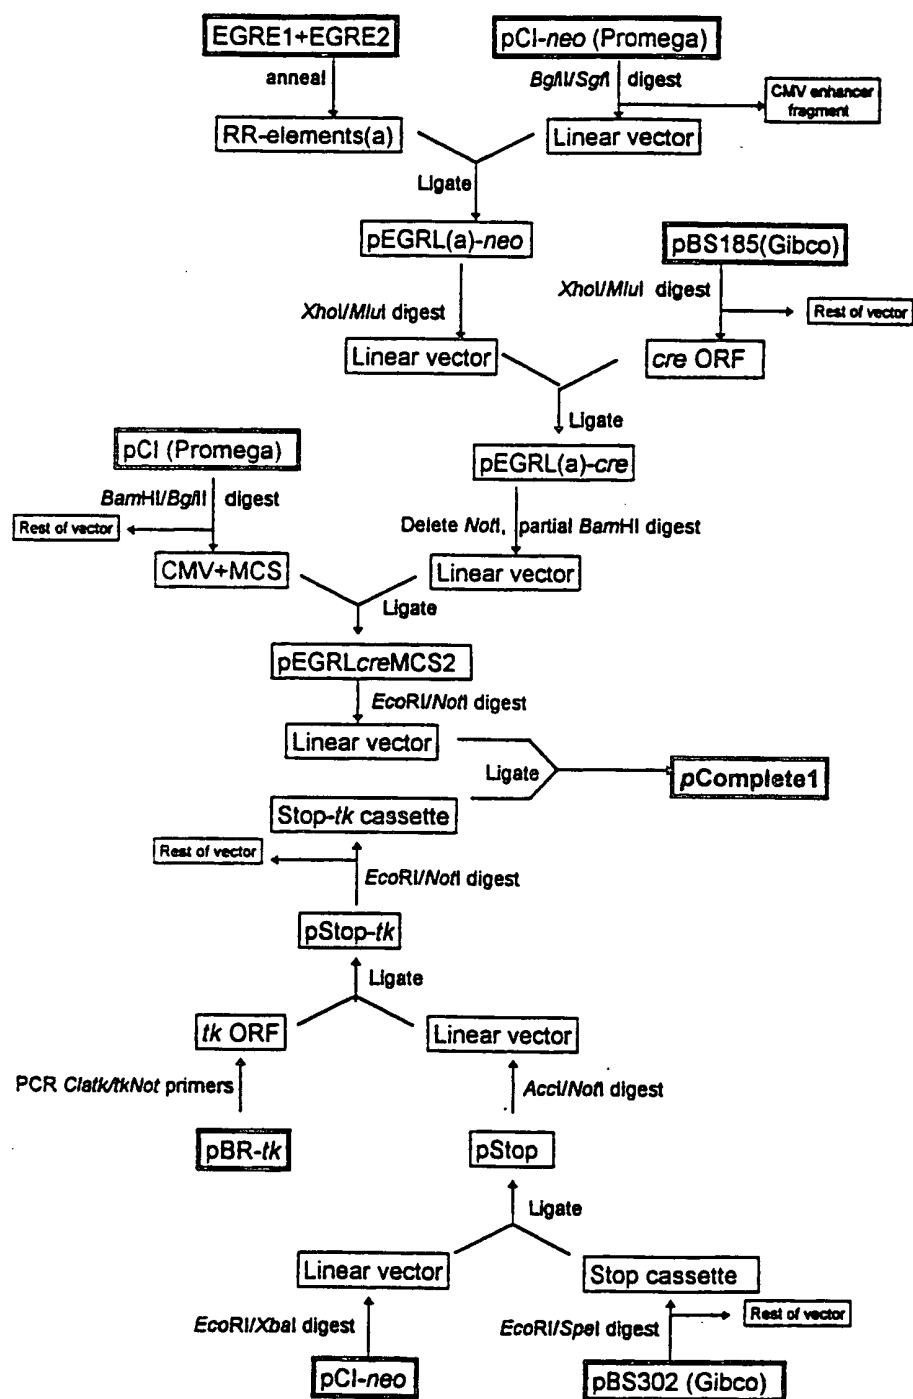 EGRE1+EGRE2
pCI-neo (Promega)
anneal
BglII/SgfI digest
CMV enhancer
fragment
RR-elements(a)
Linear vector
Ligate
pEGRL(a)-neo
pBS185(Gibco)
XhoI/MluI digest
XhoI/MluI digest
Rest of vector
Linear vector
cre ORF
Ligate
pCI (Promega)
pEGRL(a)-cre
BamHI/BglII digest
Rest of vector
Delete NotI, partial BamHI digest
CMV+MCS
Linear vector
Ligate
pEGRLcreMCS2
EcoRI/NotI digest
Linear vector
Ligate
pComplete1
Stop-tk cassette
Rest of vector
EcoRI/NotI digest
pStop-tk
Ligate
tk ORF
Linear vector
PCR Clatk/tkNot primers
AccI/NotI digest
pBR-tk
pStop
Ligate
Linear vector
Stop cassette
EcoRI/XbaI digest
EcoRI/SpeI digest
Rest of vector
pCI-neo
pBS302 (Gibco)